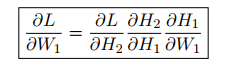 ∂L/∂W₁ = ∂L/∂H₂ ∂H₂/∂H₁ ∂H₁/∂W₁